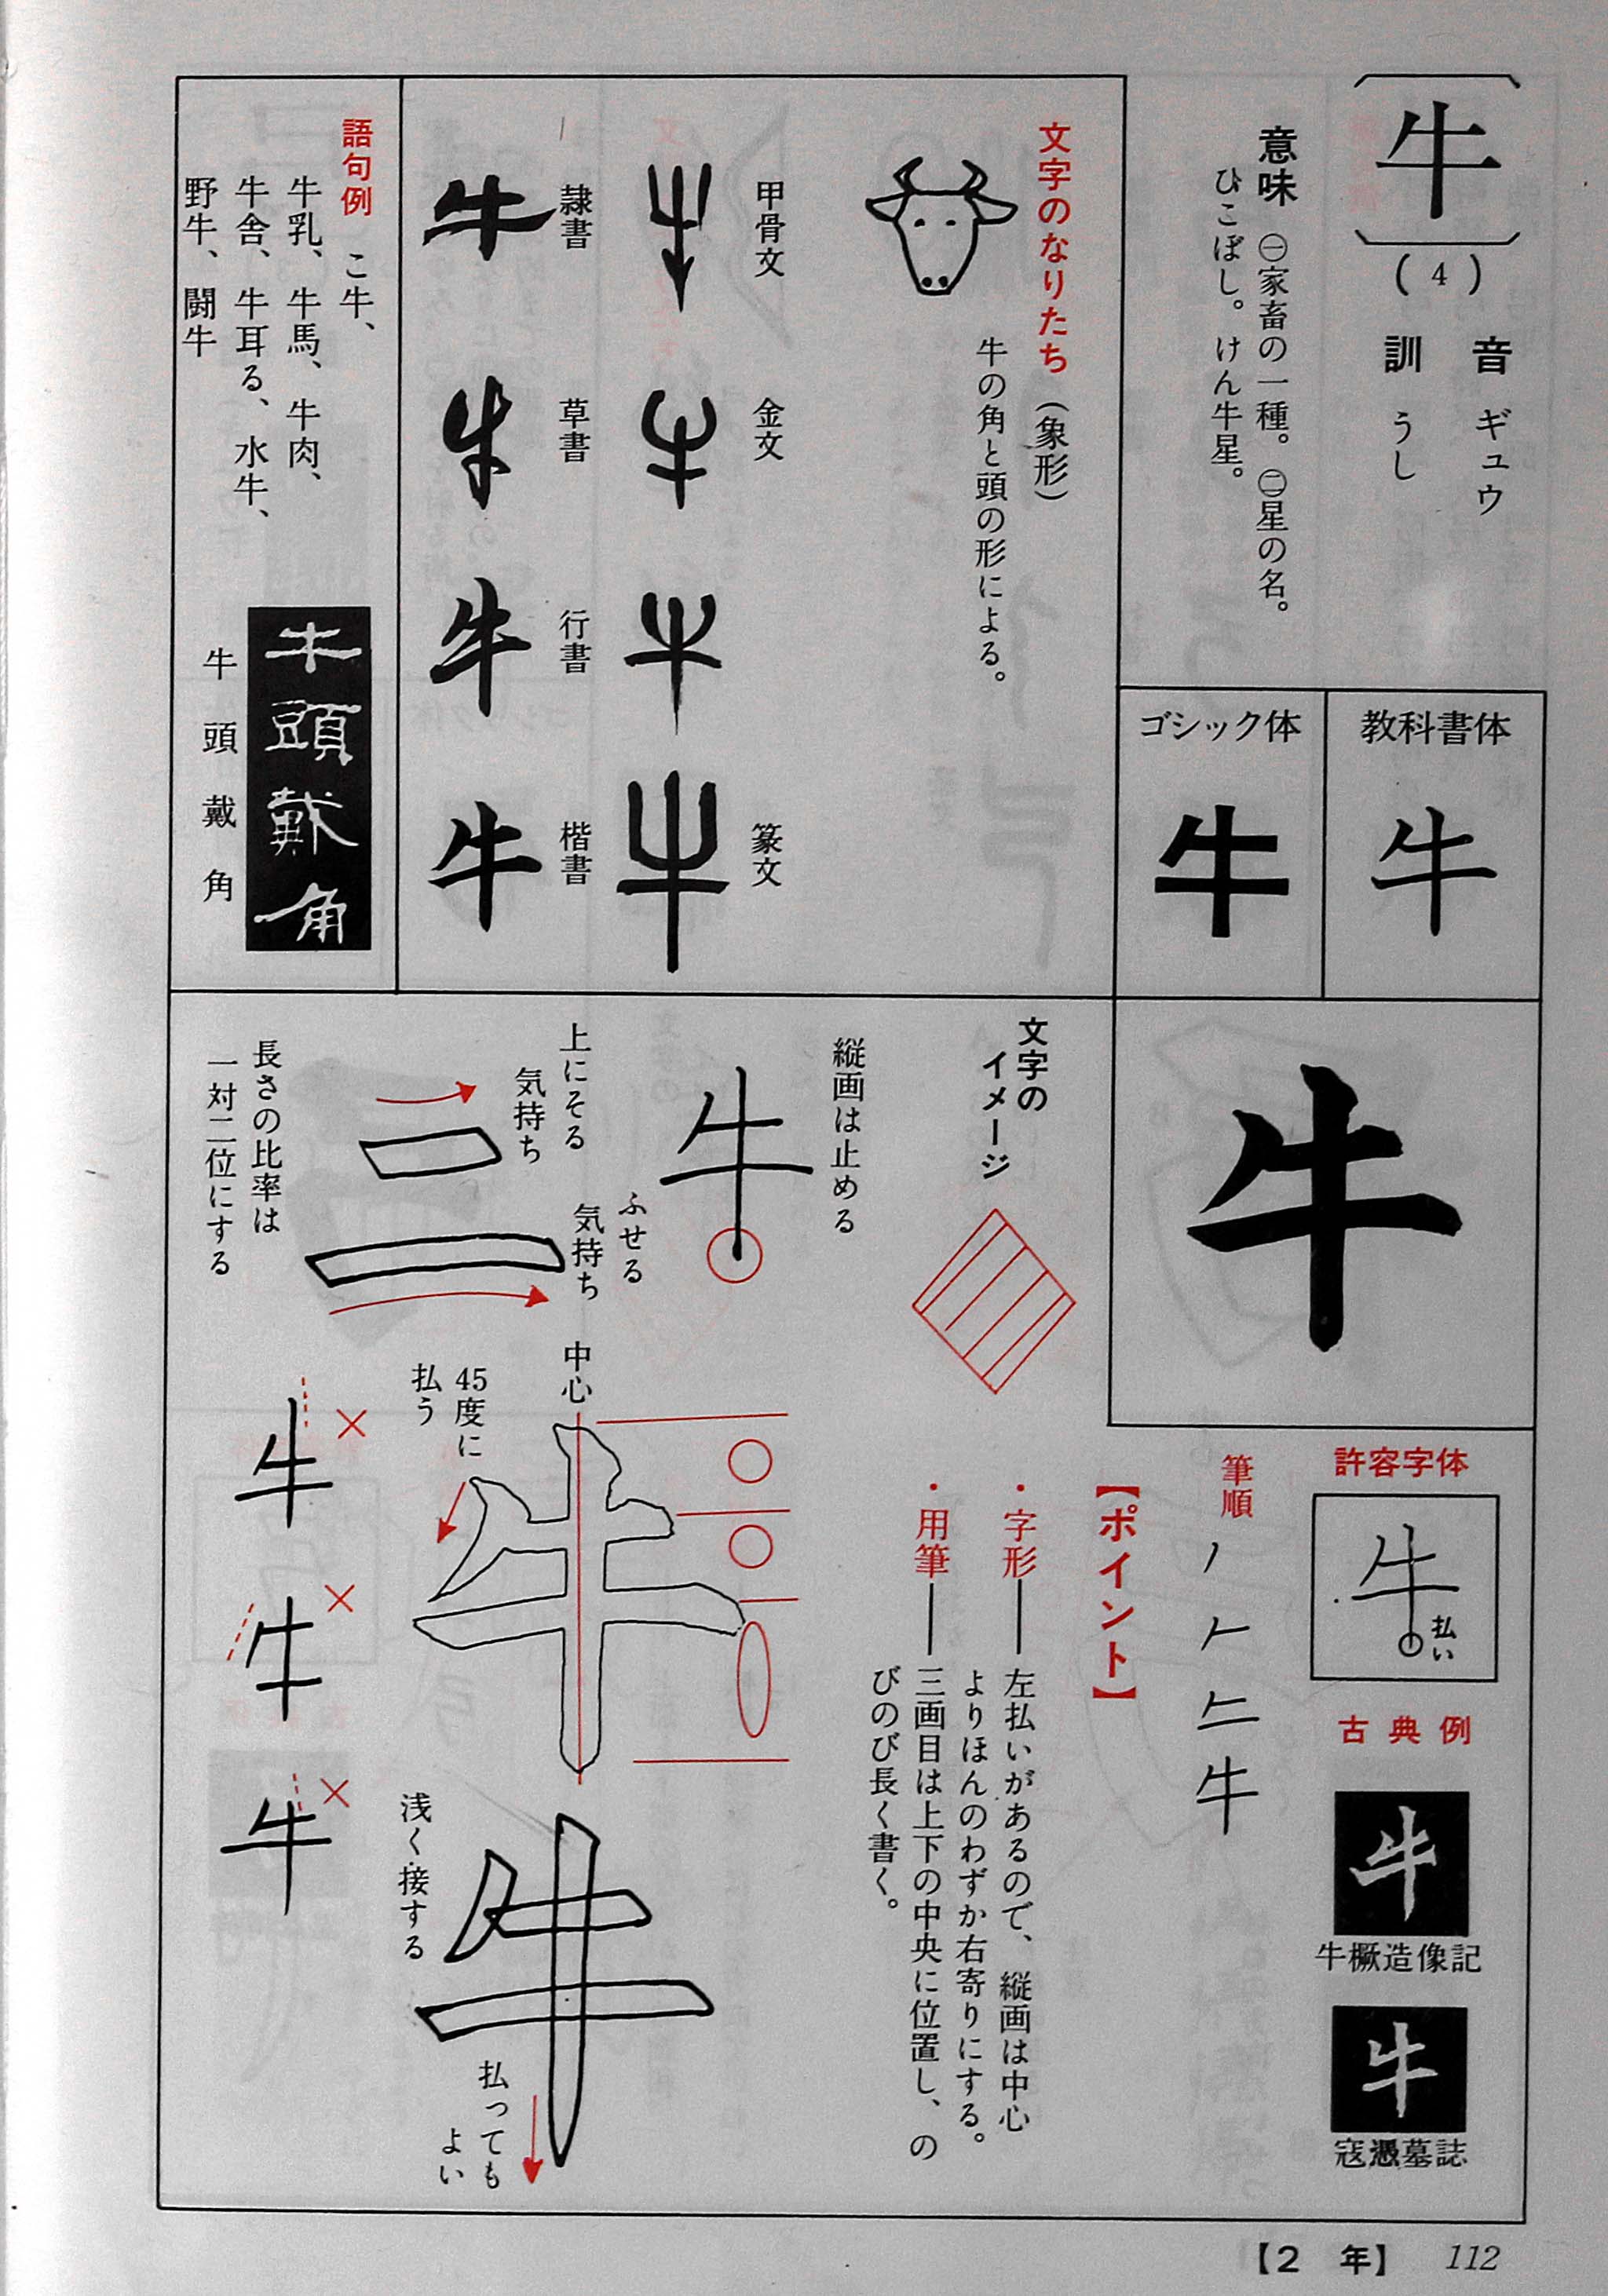 牛
(4)
音 ギュウ
訓 うし
意味 ㊀家畜の一種。㊁星の名。
ひこぼし。けん牛星。
教科書体
牛
ゴシック体
牛
文字のなりたち(象形)
牛の角と頭の形による。
甲骨文
金文
篆文
隷書
牛
草書
牛
行書
牛
楷書
牛
語句例 こ牛、
牛乳、牛馬、牛肉、
牛舎、牛耳る、水牛、
野牛、闘牛
牛頭戴角
牛頭戴角
牛
許容字体
牛
払い
古典例
牛
牛橛造像記
牛
寇憑墓誌
筆順
牛
【ポイント】
・字形――左払いがあるので、縦画は中心
よりほんのわずか右寄りにする。
・用筆――三画目は上下の中央に位置し、の
びのび長く書く。
文字の
イメージ
縦画は止める
牛
上にそる
気持ち
ふせる
気持ち
長さの比率は
一対二位にする
中心
45度に
払う
牛
牛
牛
牛
浅く接する
牛
払っても
よい
【2 年】 112